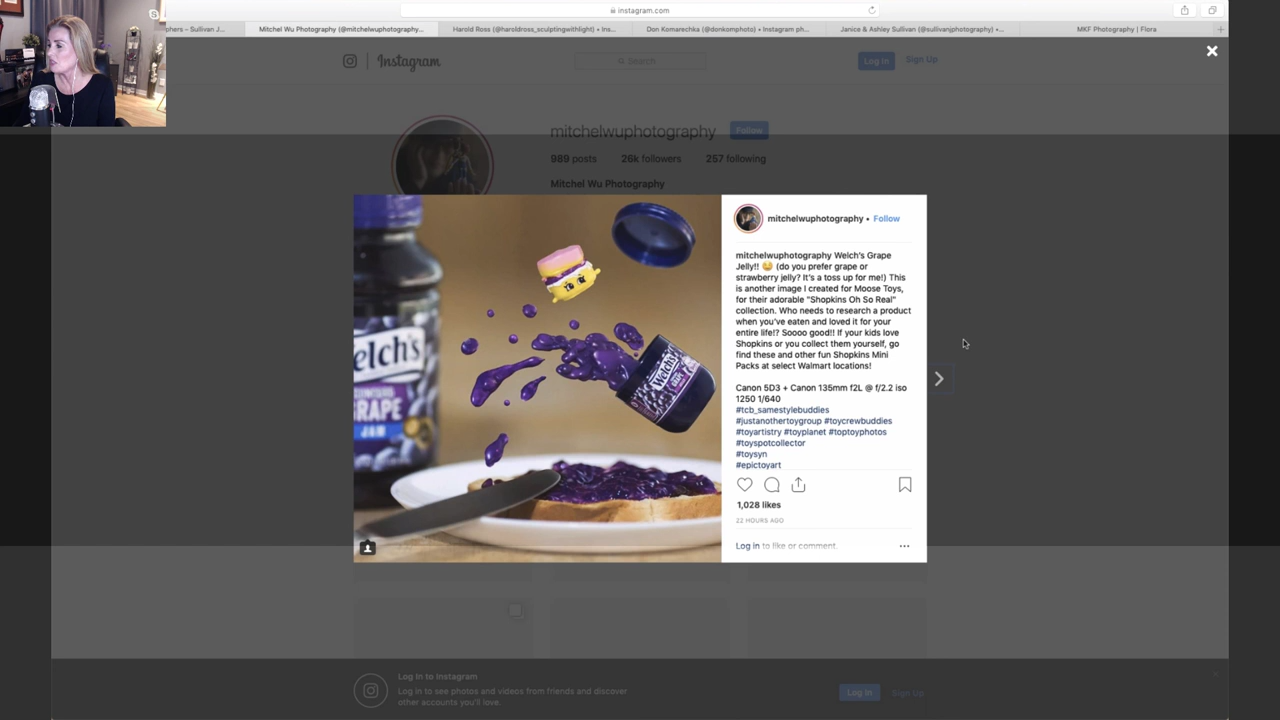 instagram.com
phers - Sullivan J...
Mitchel Wu Photography (@mitchelwuphotography...
Harold Ross (@haroldross_sculptingwithlight) • Ins...
Don Komarechka (@donkomphoto) • Instagram ph...
Janice & Ashley Sullivan (@sullivanjphotography) •...
MKF Photography | Flora
Instagram
Search
Log In
Sign Up
mitchelwuphotography
Follow
989 posts
26k followers
257 following
Mitchel Wu Photography
elch's
GRAPE
JAM
Welch's
mitchelwuphotography • Follow
mitchelwuphotography Welch's Grape
Jelly!! 😋 (do you prefer grape or
strawberry jelly? It's a toss up for me!) This
is another image I created for Moose Toys,
for their adorable "Shopkins Oh So Real"
collection. Who needs to research a product
when you've eaten and loved it for your
entire life!? Soooo good!! If your kids love
Shopkins or you collect them yourself, go
find these and other fun Shopkins Mini
Packs at select Walmart locations!
Canon 5D3 + Canon 135mm f2L @ f/2.2 iso
1250 1/640
#tcb_samestylebuddies
#justanothertoygroup #toycrewbuddies
#toyartistry #toyplanet #toptoyphotos
#toyspotcollector
#toysyn
#epictoyart
1,028 likes
22 HOURS AGO
Log in to like or comment.
Log In to Instagram
Log in to see photos and videos from friends and discover
other accounts you'll love.
Log In
Sign Up